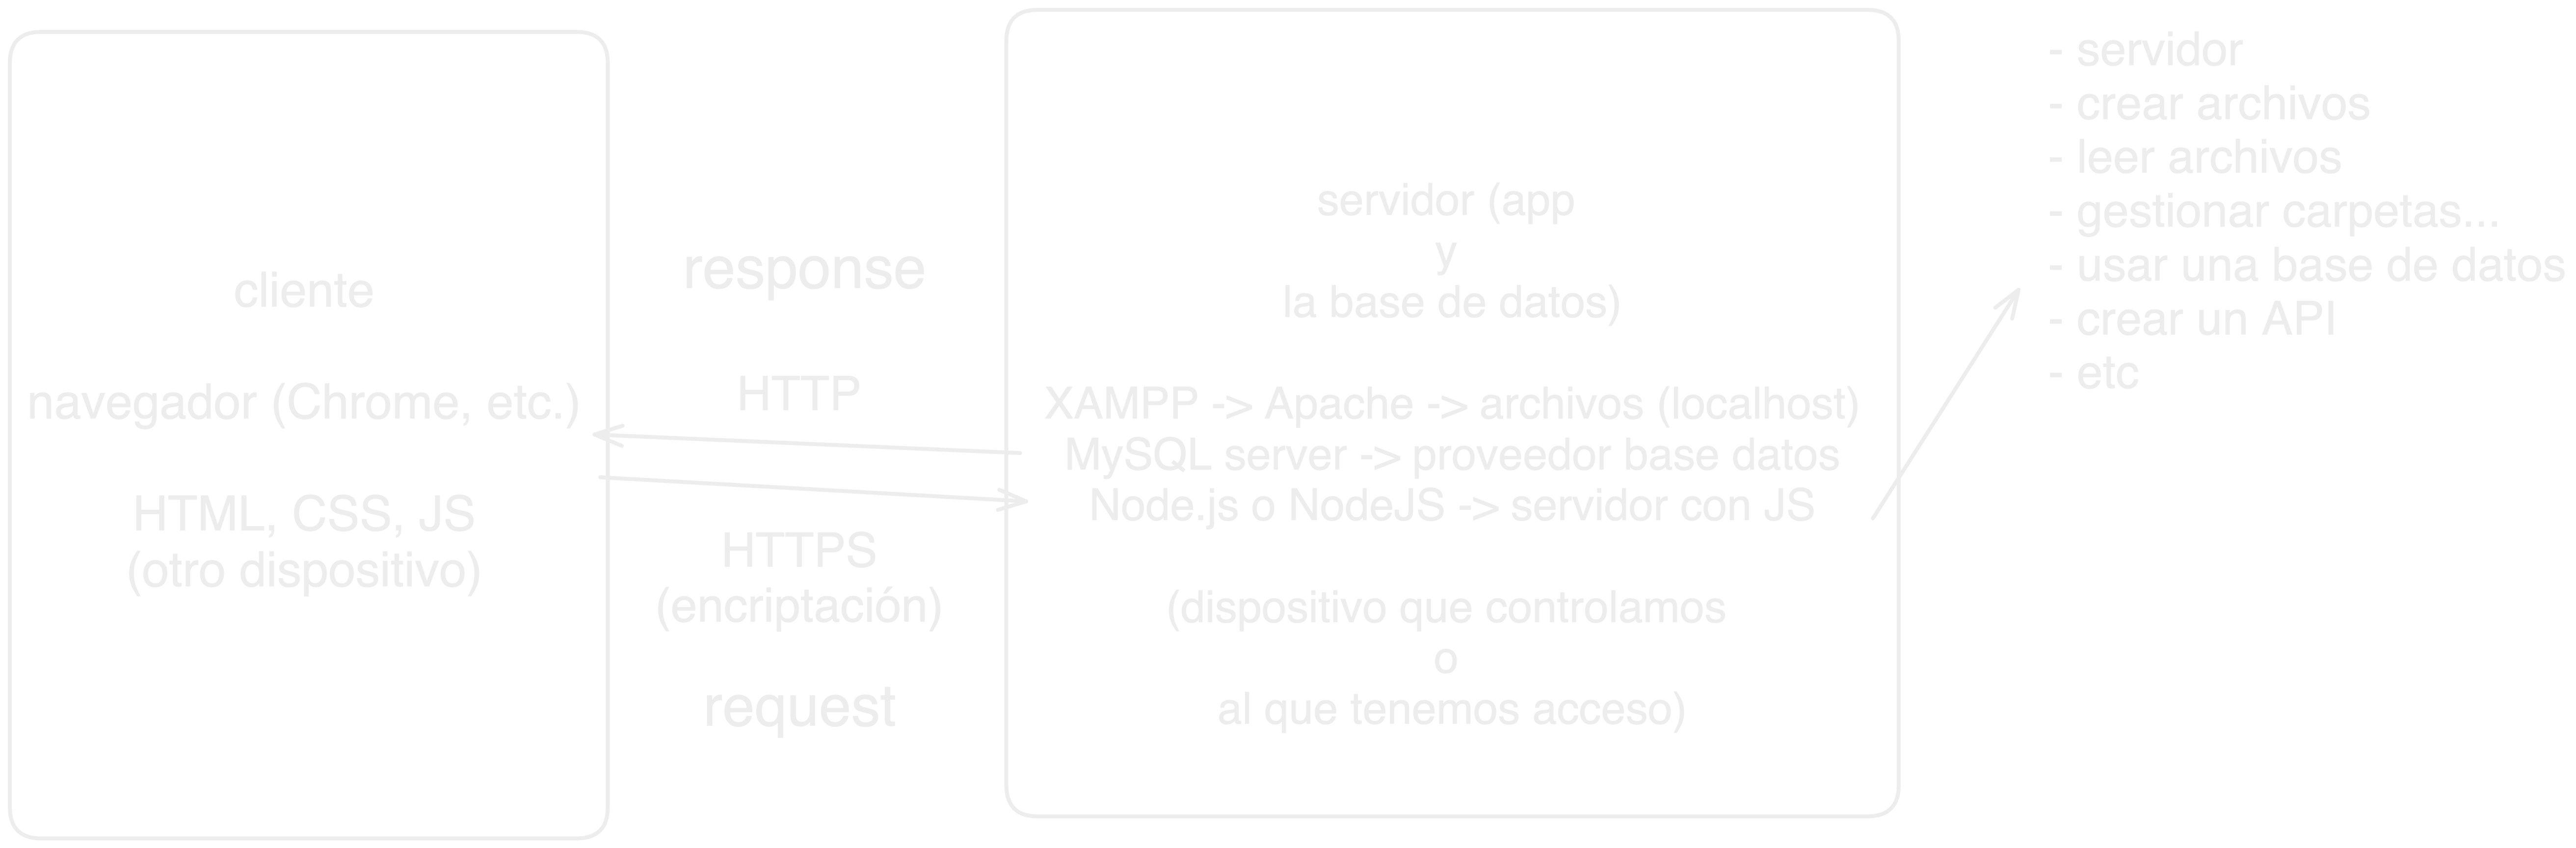 cliente
navegador (Chrome, etc.)
HTML, CSS, JS
(otro dispositivo)
response
HTTP
HTTPS
(encriptación)
request
servidor (app
y
la base de datos)
XAMPP -> Apache -> archivos (localhost)
MySQL server -> proveedor base datos
Node.js o NodeJS -> servidor con JS
(dispositivo que controlamos
o
al que tenemos acceso)
- servidor
- crear archivos
- leer archivos
- gestionar carpetas...
- usar una base de datos
- crear un API
- etc